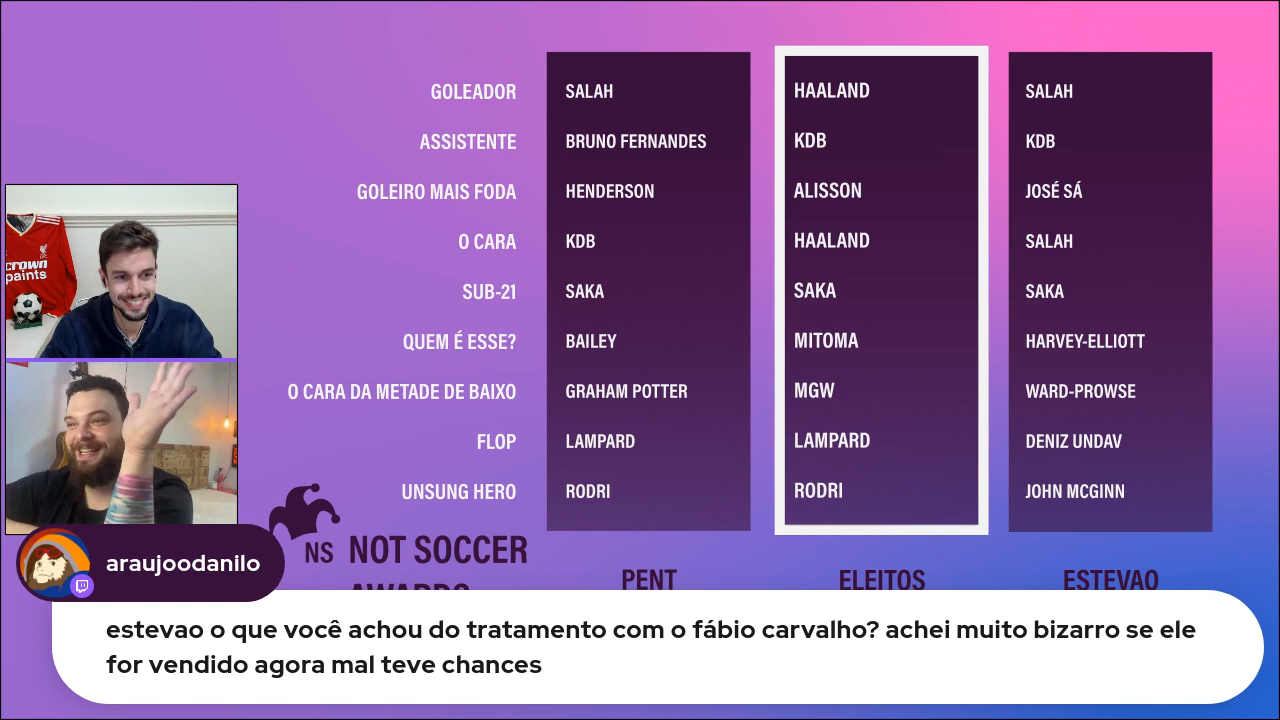 GOLEADOR SALAH HAALAND SALAH
ASSISTENTE BRUNO FERNANDES KDB KDB
GOLEIRO MAIS FODA HENDERSON ALISSON JOSÉ SÁ
O CARA KDB HAALAND SALAH
SUB-21 SAKA SAKA SAKA
QUEM É ESSE? BAILEY MITOMA HARVEY-ELLIOTT
O CARA DA METADE DE BAIXO GRAHAM POTTER MGW WARD-PROWSE
FLOP LAMPARD LAMPARD DENIZ UNDAV
UNSUNG HERO RODRI RODRI JOHN MCGINN
crown
paints
NS NOT SOCCER
AWARDS
PENT ELEITOS ESTEVAO
araujoodanilo
estevao o que você achou do tratamento com o fábio carvalho? achei muito bizarro se ele
for vendido agora mal teve chances